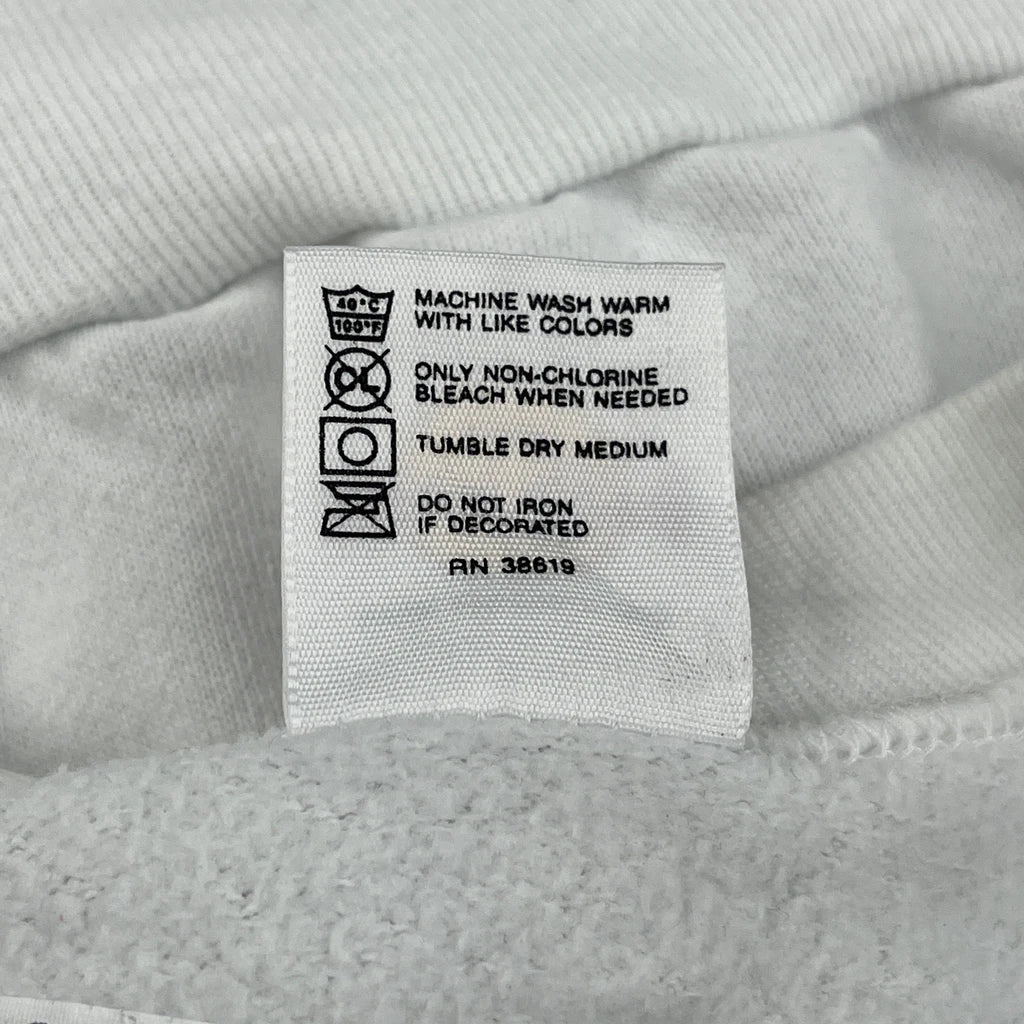 40°C
100°F
MACHINE WASH WARM
WITH LIKE COLORS
CL
ONLY NON-CHLORINE
BLEACH WHEN NEEDED
TUMBLE DRY MEDIUM
DO NOT IRON
IF DECORATED
RN 38619